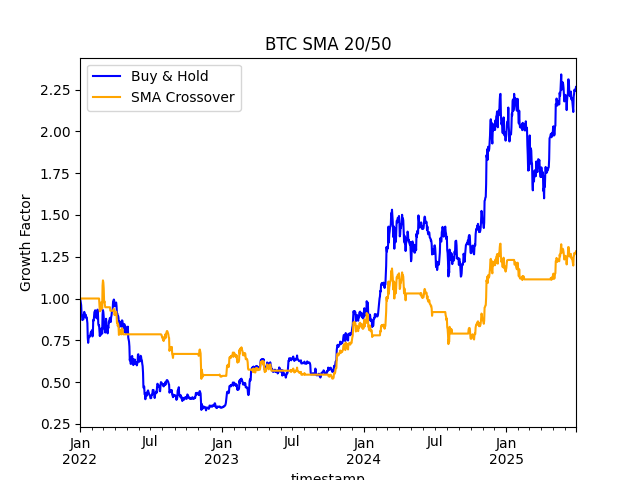 BTC SMA 20/50
Buy & Hold
SMA Crossover
Growth Factor
2.25
2.00
1.75
1.50
1.25
1.00
0.75
0.50
0.25
Jan Jul Jan Jul Jan Jul Jan
2022 2023 2024 2025
timestamp